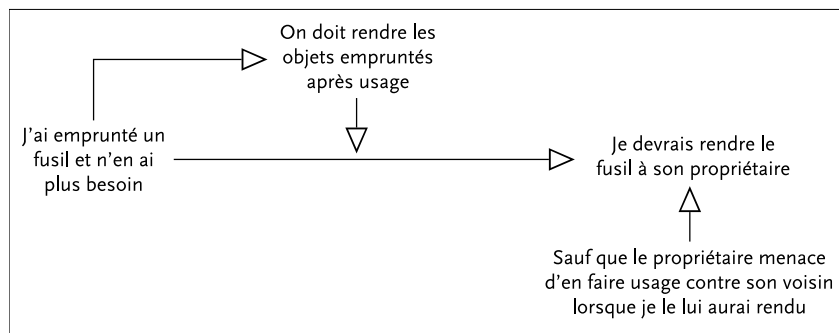 On doit rendre les
objets empruntés
après usage
J'ai emprunté un
fusil et n'en ai
plus besoin
Je devrais rendre le
fusil à son propriétaire
Sauf que le propriétaire menace
d'en faire usage contre son voisin
lorsque je le lui aurai rendu